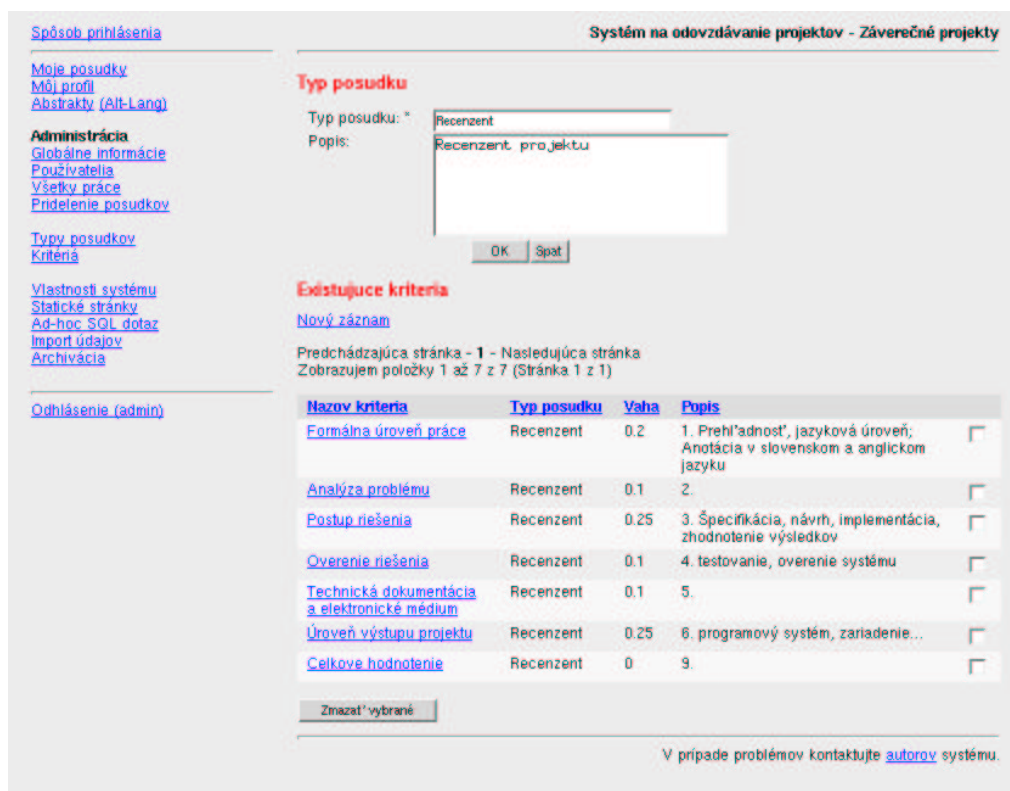 Spôsob prihlásenia
Systém na odovzdávanie projektov - Záverečné projekty
Moje posudky
Môj profil
Abstrakty (Alt-Lang)
Administrácia
Globálne informácie
Používatelia
Všetky práce
Pridelenie posudkov
Typy posudkov
Kritériá
Vlastnosti systému
Statické stránky
Ad-hoc SQL dotaz
Import údajov
Archivácia
Odhlásenie (admin)
Typ posudku
Typ posudku: * Recenzent
Popis: Recenzent projektu
OK Spat
Existujuce kriteria
Nový záznam
Predchádzajúca stránka - 1 - Nasledujúca stránka
Zobrazujem položky 1 až 7 z 7 (Stránka 1 z 1)
Nazov kriteria Typ posudku Vaha Popis
Formálna úroveň práce Recenzent 0.2 1. Prehl'adnost', jazyková úroveň;
Anotácia v slovenskom a anglickom
jazyku
Analýza problému Recenzent 0.1 2.
Postup riešenia Recenzent 0.25 3. Špecifikácia, návrh, implementácia,
zhodnotenie výsledkov
Overenie riešenia Recenzent 0.1 4. testovanie, overenie systému
Technická dokumentácia Recenzent 0.1 5.
a elektronické médium
Úroveň výstupu projektu Recenzent 0.25 6. programový systém, zariadenie...
Celkove hodnotenie Recenzent 0 9.
Zmazat' vybrané
V prípade problémov kontaktujte autorov systému.